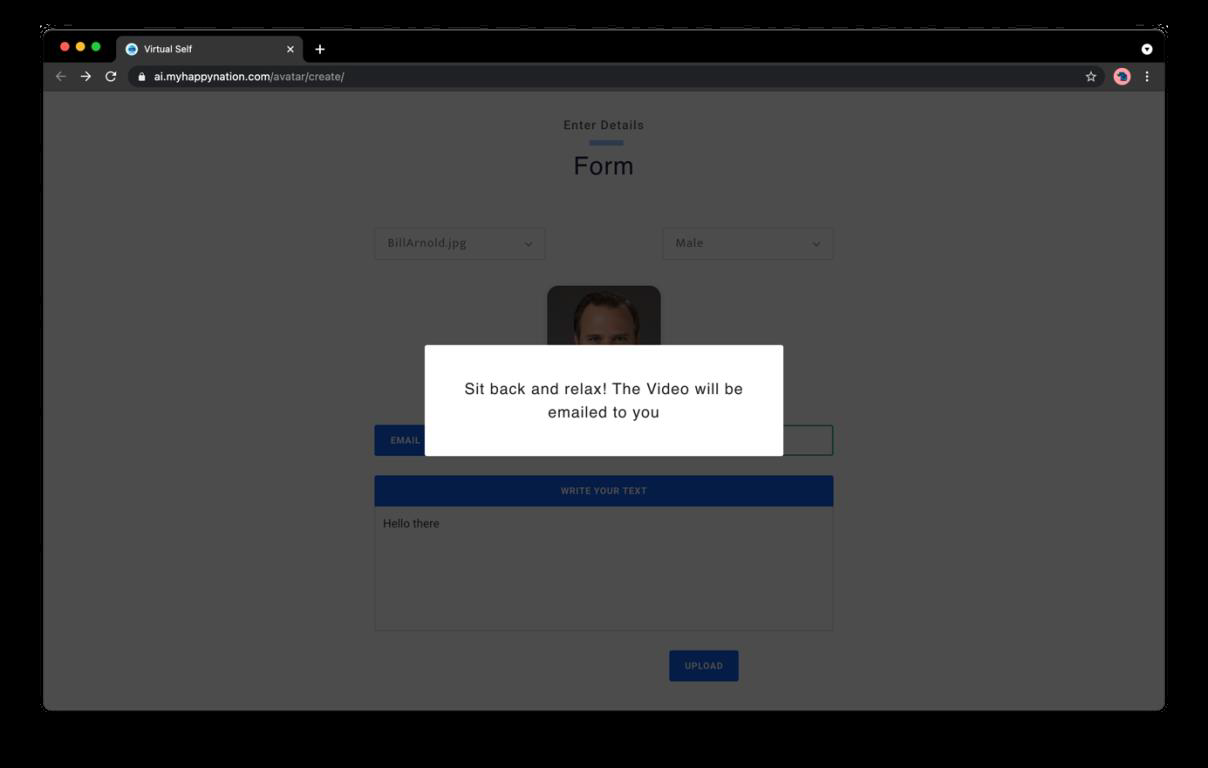 Virtual Self
ai.myhappynation.com/avatar/create/
Enter Details
Form
BillArnold.jpg
Male
Sit back and relax! The Video will be
emailed to you
EMAIL
WRITE YOUR TEXT
Hello there
UPLOAD